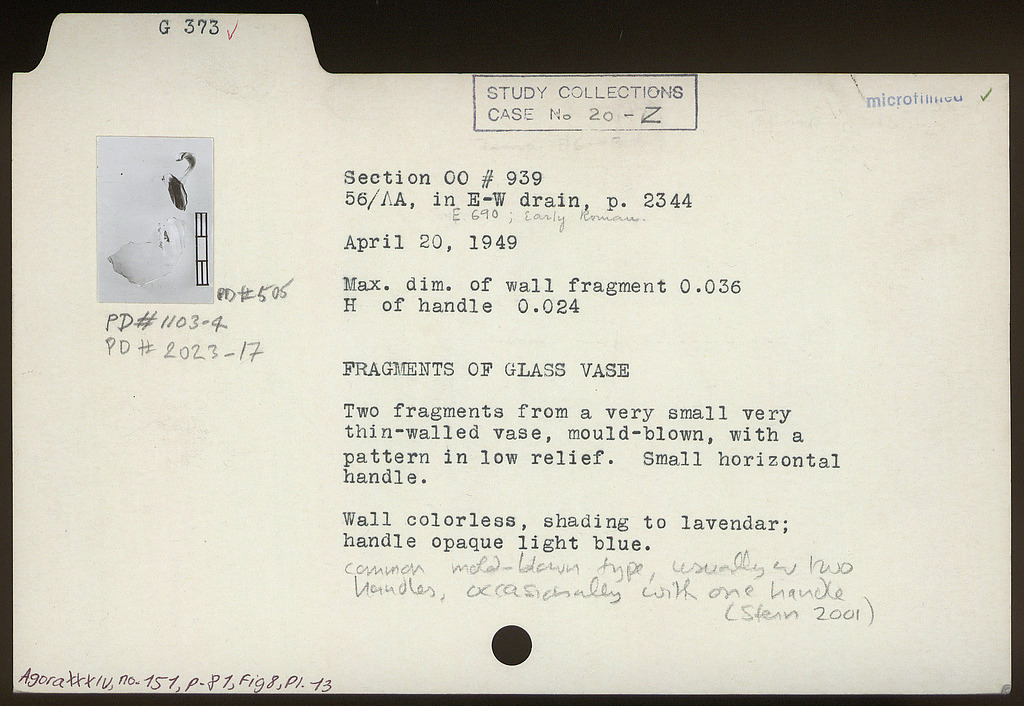 G 373 ✓
STUDY COLLECTIONS
CASE No 20 - Z
microfilmed ✓
Section OO # 939
56/ΛA, in E-W drain, p. 2344
E 690 ; Early Roman.
April 20, 1949
Max. dim. of wall fragment 0.036
H of handle 0.024
PD#505
PD#1103-4
PD# 2023-17
FRAGMENTS OF GLASS VASE
Two fragments from a very small very
thin-walled vase, mould-blown, with a
pattern in low relief. Small horizontal
handle.
Wall colorless, shading to lavendar;
handle opaque light blue.
common mold-blown type, usually w two
handles, occasionally with one handle
(Stern 2001)
Agora XXXIV, no. 151, p. 81, Fig 8, Pl. 13